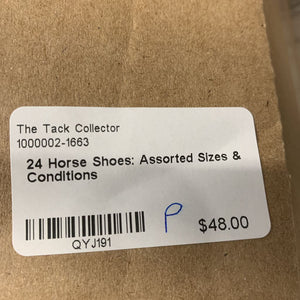 The Tack Collector
1000002-1663
24 Horse Shoes: Assorted Sizes &
Conditions
P
$48.00
QYJ191